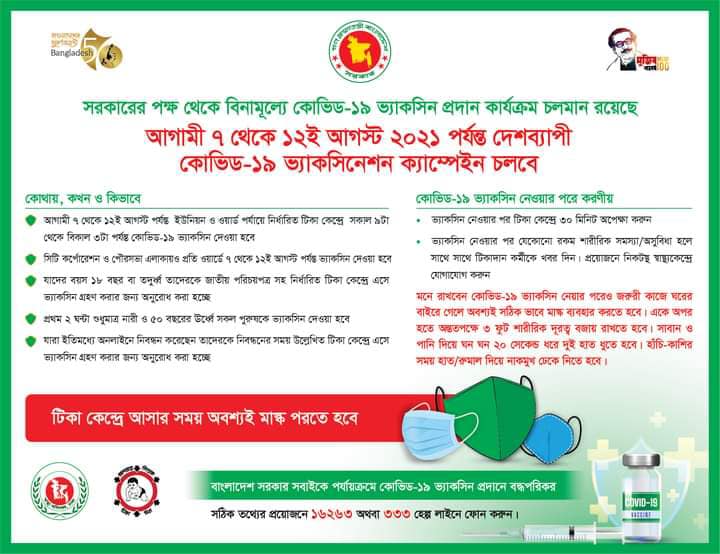 Bangladesh 50
সরকারের পক্ষ থেকে বিনামূল্যে কোভিড-১৯ ভ্যাকসিন প্রদান কার্যক্রম চলমান রয়েছে
আগামী ৭ থেকে ১২ই আগস্ট ২০২১ পর্যন্ত দেশব্যাপী
কোভিড-১৯ ভ্যাকসিনেশন ক্যাম্পেইন চলবে
কোথায়, কখন ও কিভাবে
আগামী ৭ থেকে ১২ই আগস্ট পর্যন্ত ইউনিয়ন ও ওয়ার্ড পর্যায়ে নির্ধারিত টিকা কেন্দ্রে সকাল ৯টা
থেকে বিকাল ৩টা পর্যন্ত কোভিড-১৯ ভ্যাকসিন দেওয়া হবে
সিটি কর্পোরেশন ও পৌরসভা এলাকায়ও প্রতি ওয়ার্ডে ৭ থেকে ১২ই আগস্ট পর্যন্ত ভ্যাকসিন দেওয়া হবে
যাদের বয়স ১৮ বছর বা তদুর্ধ্ব তাদেরকে জাতীয় পরিচয়পত্র সহ নির্ধারিত টিকা কেন্দ্রে এসে
ভ্যাকসিন গ্রহণ করার জন্য অনুরোধ করা হচ্ছে
প্রথম ২ ঘন্টা শুধুমাত্র নারী ও ৫০ বছরের উর্ধ্বে সকল পুরুষকে ভ্যাকসিন দেওয়া হবে
যারা ইতিমধ্যে অনলাইনে নিবন্ধন করেছেন তাদেরকে নিবন্ধনের সময় উল্লেখিত টিকা কেন্দ্রে এসে
ভ্যাকসিন গ্রহণ করার জন্য অনুরোধ করা হচ্ছে
কোভিড-১৯ ভ্যাকসিন নেওয়ার পরে করণীয়
ভ্যাকসিন নেওয়ার পর টিকা কেন্দ্রে ৩০ মিনিট অপেক্ষা করুন
ভ্যাকসিন নেওয়ার পর যেকোনো রকম শারীরিক সমস্যা/অসুবিধা হলে
সাথে সাথে টিকাদান কর্মীকে খবর দিন। প্রয়োজনে নিকটস্থ স্বাস্থ্যকেন্দ্রে
যোগাযোগ করুন
মনে রাখবেন কোভিড-১৯ ভ্যাকসিন নেয়ার পরেও জরুরী কাজে ঘরের
বাইরে গেলে অবশ্যই সঠিক ভাবে মাস্ক ব্যবহার করতে হবে। একে অপর
হতে অন্ততপক্ষে ৩ ফুট শারীরিক দূরত্ব বজায় রাখতে হবে। সাবান ও
পানি দিয়ে ঘন ঘন ২০ সেকেন্ড ধরে দুই হাত ধুতে হবে। হাঁচি-কাশির
সময় হাত/রুমাল দিয়ে নাকমুখ ঢেকে নিতে হবে।
টিকা কেন্দ্রে আসার সময় অবশ্যই মাস্ক পরতে হবে
বাংলাদেশ সরকার সবাইকে পর্যায়ক্রমে কোভিড-১৯ ভ্যাকসিন প্রদানে বদ্ধপরিকর
সঠিক তথ্যের প্রয়োজনে ১৬২৬৩ অথবা ৩৩৩ হেল্প লাইনে ফোন করুন।
COVID-19
VACCINE